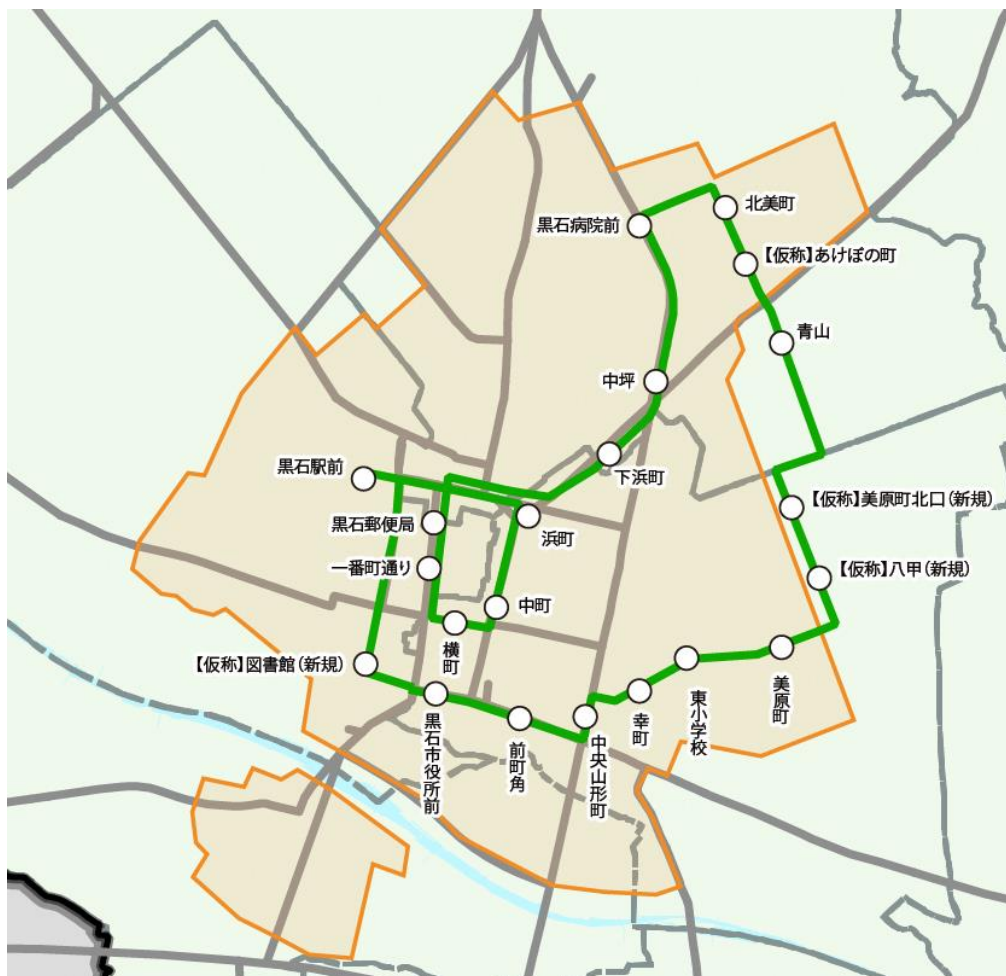 北美町
黒石病院前
【仮称】あけぼの町
青山
中坪
下浜町
黒石駅前
【仮称】美原町北口(新規)
黒石郵便局
浜町
一番町通り
【仮称】八甲(新規)
中町
横町
【仮称】図書館(新規)
美原町
東小学校
幸町
中央山形町
前町角
黒石市役所前